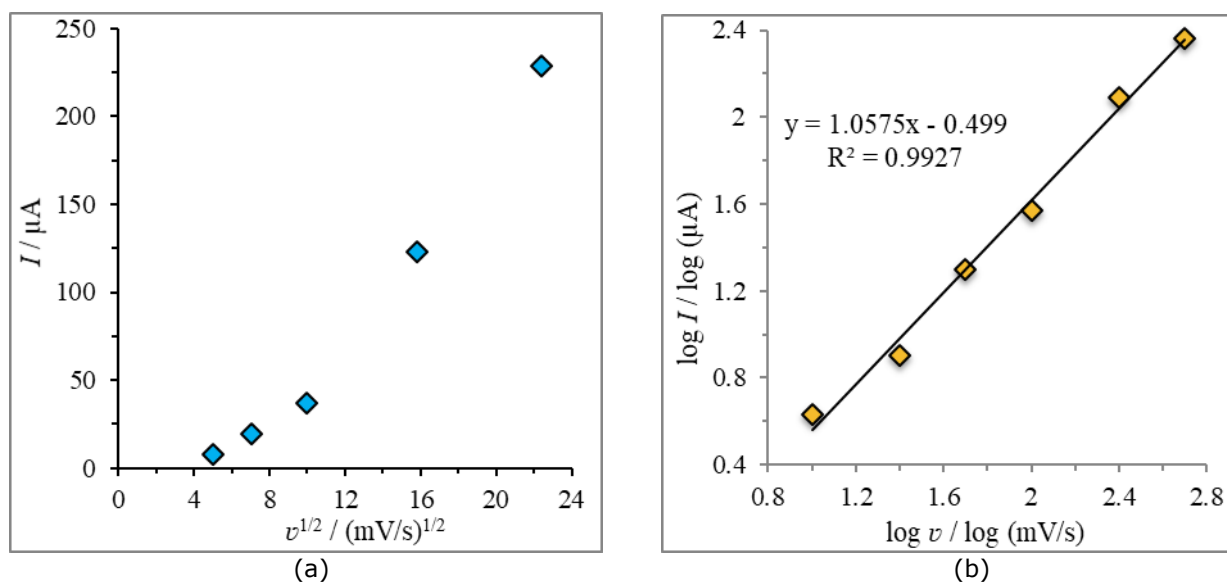 250
200
150
100
50
0
0 4 8 12 16 20 24
I / µA
v^{1/2} / (mV/s)^{1/2}
(a)
2.4
2
1.6
1.2
0.8
0.4
0.8 1.2 1.6 2 2.4 2.8
log I / log (µA)
y = 1.0575x - 0.499
R² = 0.9927
log v / log (mV/s)
(b)